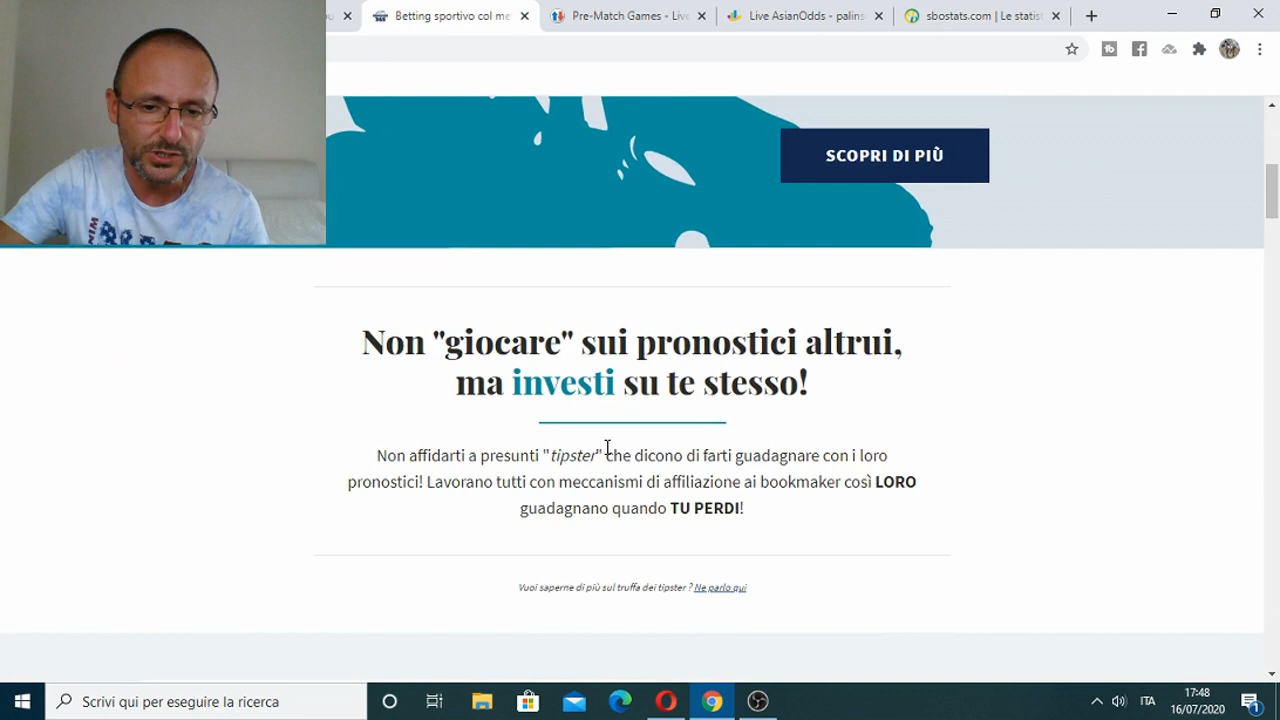 Betting sportivo col me
Pre-Match Games - Live
Live AsianOdds - palins
sbostats.com | Le statist
SCOPRI DI PIÙ
Non "giocare" sui pronostici altrui,
ma investi su te stesso!
Non affidarti a presunti "tipster" che dicono di farti guadagnare con i loro
pronostici! Lavorano tutti con meccanismi di affiliazione ai bookmaker così LORO
guadagnano quando TU PERDI!
Vuoi saperne di più sul truffa dei tipster ? Ne parlo qui
Scrivi qui per eseguire la ricerca
ITA
17:48
16/07/2020
1